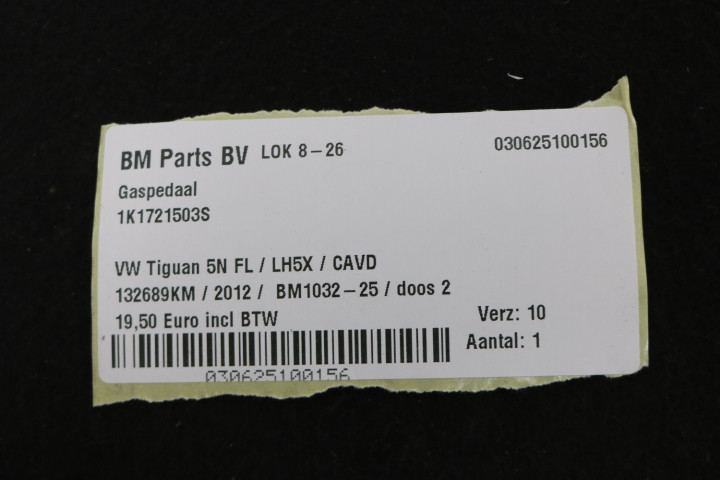 BM Parts BV LOK 8-26 030625100156
Gaspedaal
1K1721503S
VW Tiguan 5N FL / LH5X / CAVD
132689KM / 2012 / BM1032-25 / doos 2
19,50 Euro incl BTW Verz: 10
Aantal: 1
030625100156